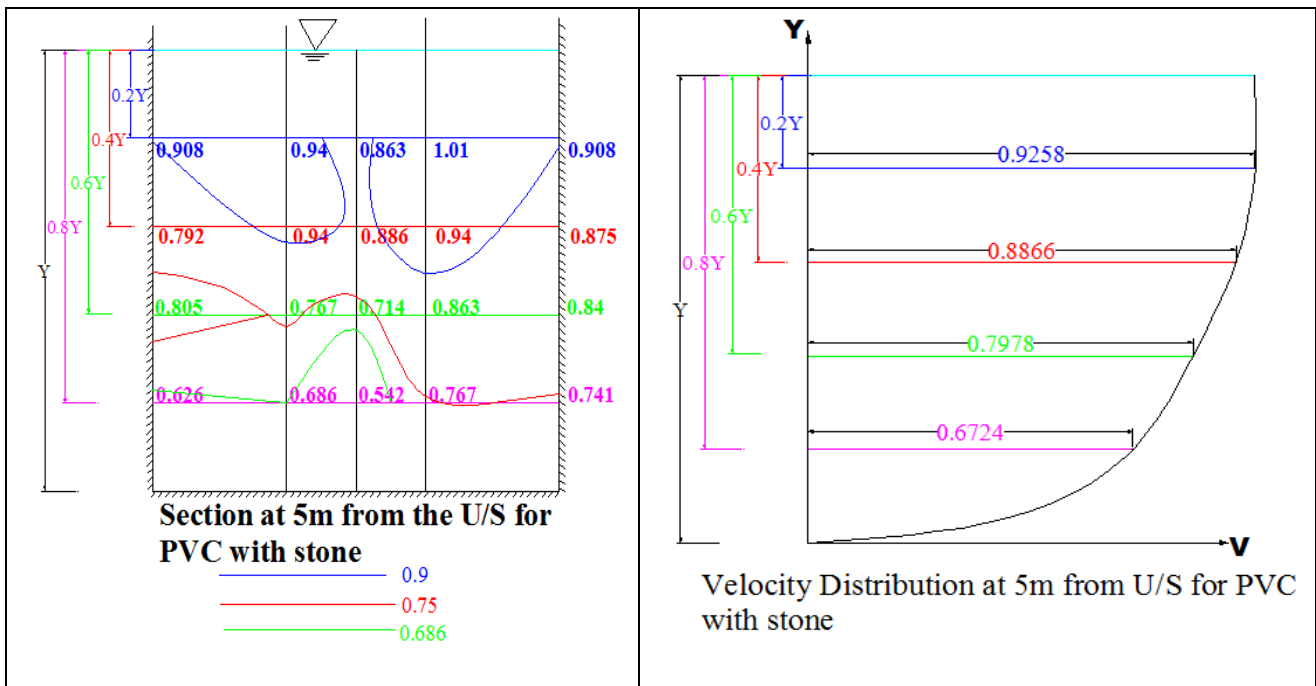 0.2Y
0.4Y
0.6Y
0.8Y
Y
0.908 0.94 0.863 1.01 0.908
0.792 0.94 0.886 0.94 0.875
0.805 0.767 0.714 0.863 0.84
0.626 0.686 0.542 0.767 0.741
Section at 5m from the U/S for
PVC with stone
0.9
0.75
0.686
Y
0.2Y
0.9258
0.4Y
0.6Y
0.8866
0.8Y
Y
0.7978
0.6724
V
Velocity Distribution at 5m from U/S for PVC
with stone